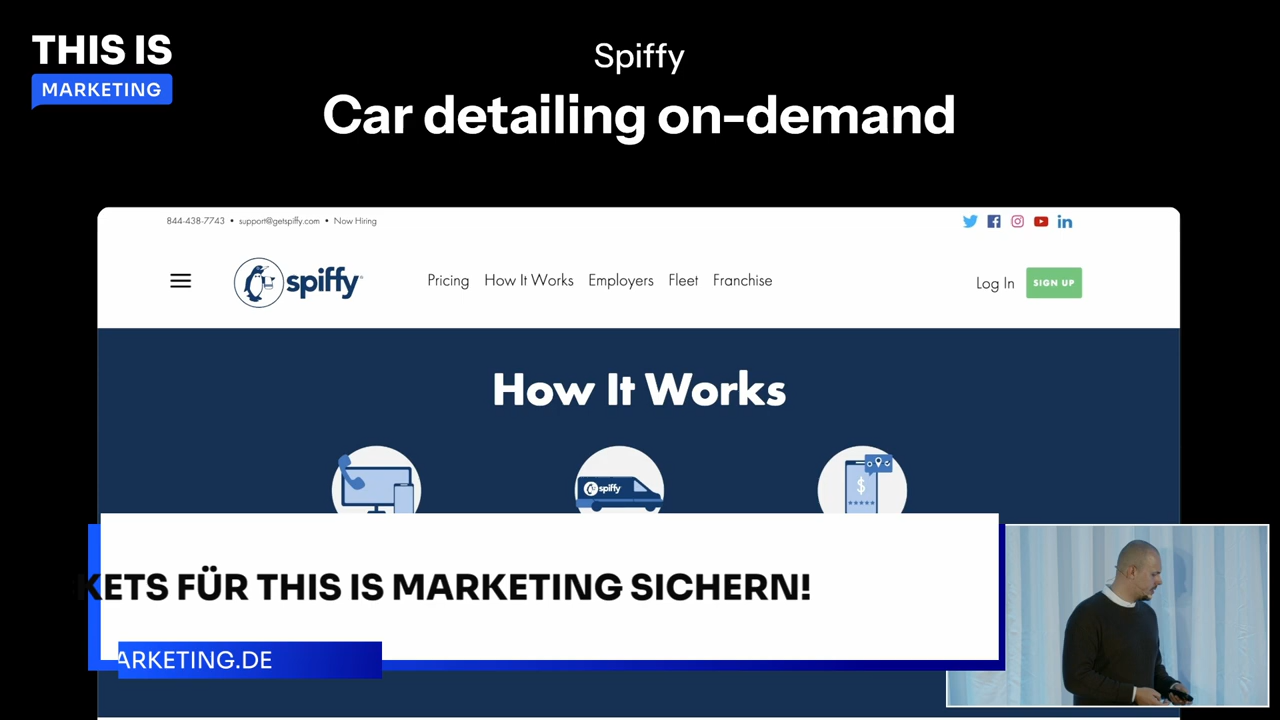 THIS IS
MARKETING
Spiffy
Car detailing on-demand
844-438-7743 • support@getspiffy.com • Now Hiring
spiffy
Pricing How It Works Employers Fleet Franchise
Log In SIGN UP
How It Works
spiffy
$
KETS FÜR THIS IS MARKETING SICHERN!
ARKETING.DE